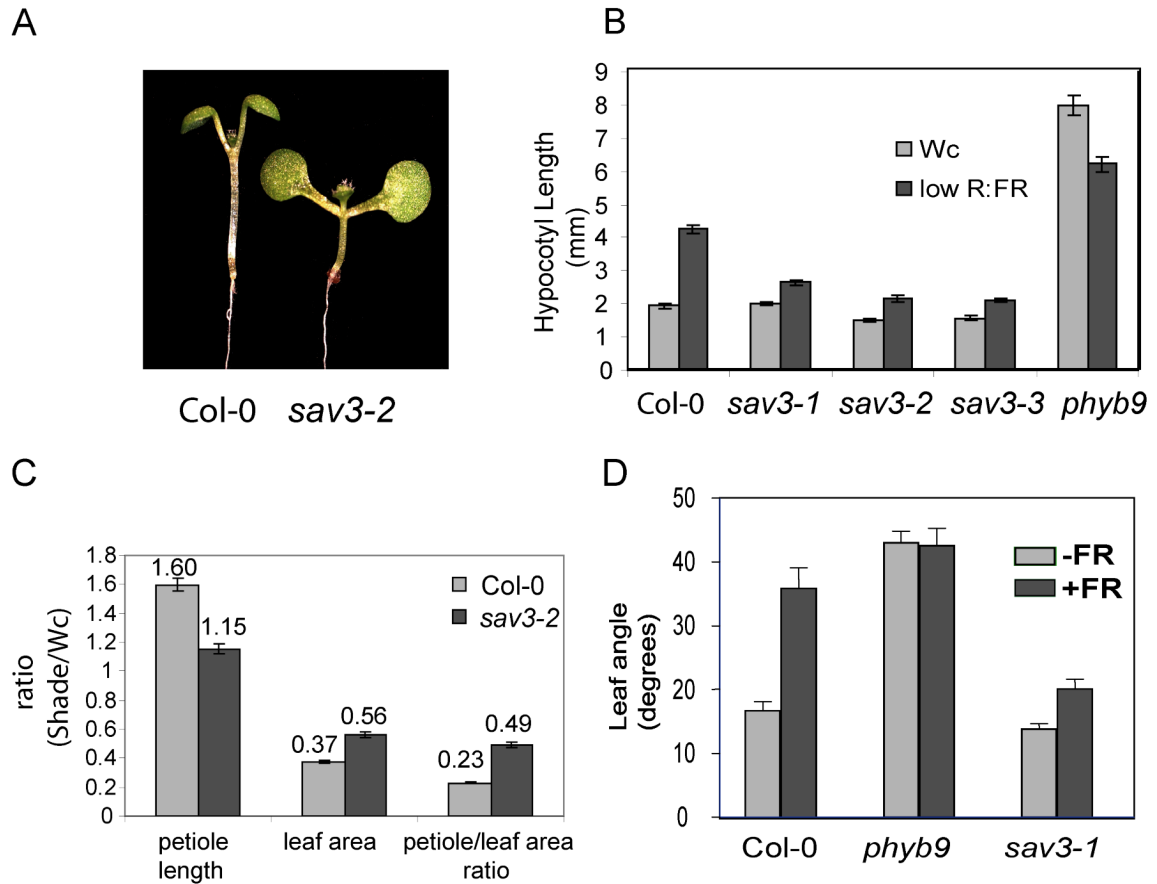 A
Col-0 sav3-2
B
Hypocotyl Length
(mm)
9
8
7
6
5
4
3
2
1
0
Wc
low R:FR
Col-0 sav3-1 sav3-2 sav3-3 phyb9
C
ratio
(Shade/Wc)
1.8
1.6
1.4
1.2
1
0.8
0.6
0.4
0.2
0
1.60
1.15
0.37
0.56
0.23
0.49
Col-0
sav3-2
petiole
length
leaf area
petiole/leaf area
ratio
D
Leaf angle
(degrees)
50
40
30
20
10
0
-FR
+FR
Col-0 phyb9 sav3-1